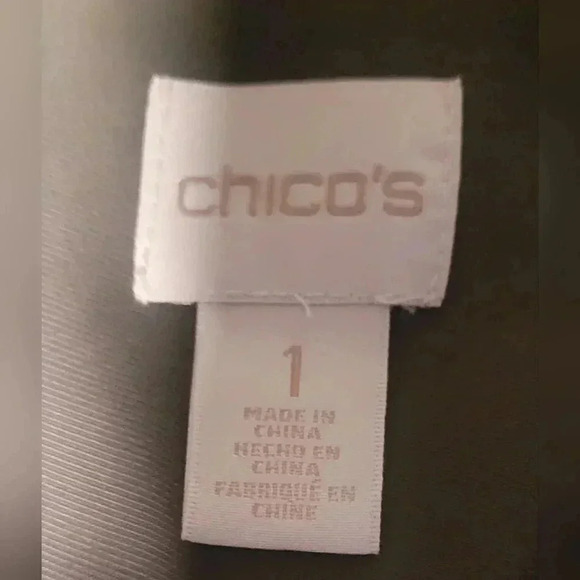 chico's
1
MADE IN
CHINA
HECHO EN
CHINA
FABRIQUÉ EN
CHINE